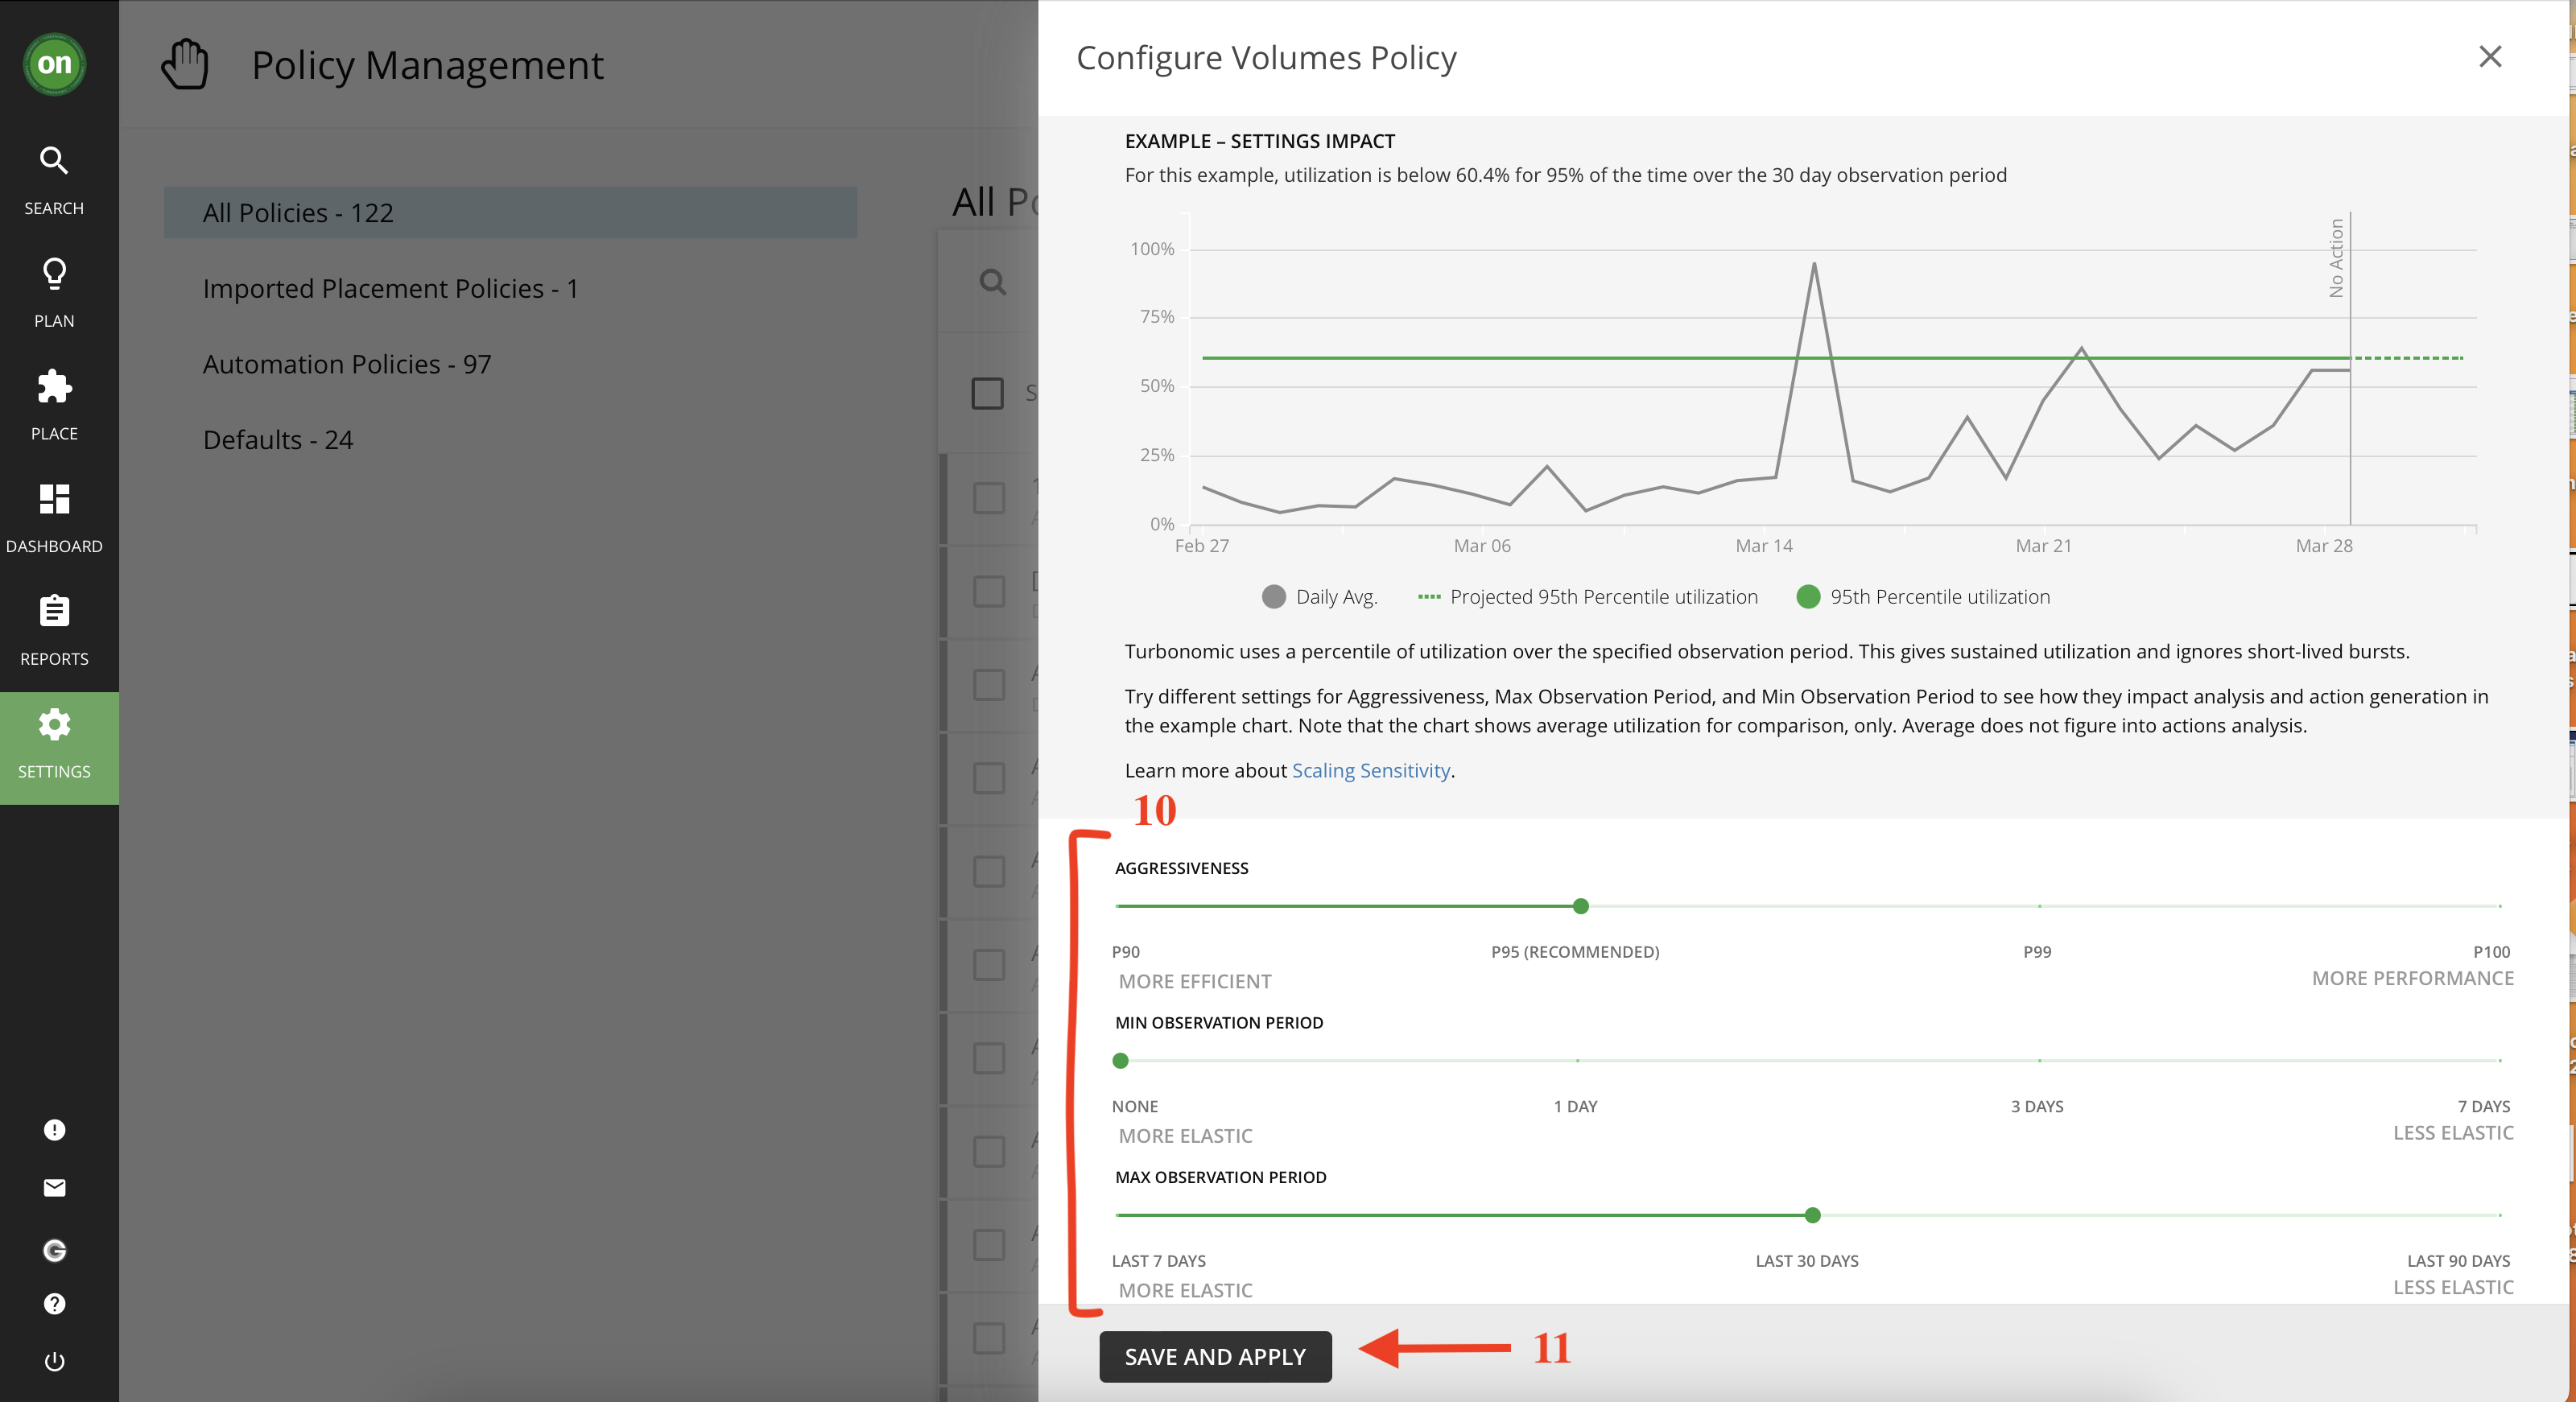 on
SEARCH
PLAN
PLACE
DASHBOARD
REPORTS
SETTINGS
Policy Management
All Policies - 122
Imported Placement Policies - 1
Automation Policies - 97
Defaults - 24
All
Configure Volumes Policy
EXAMPLE – SETTINGS IMPACT
For this example, utilization is below 60.4% for 95% of the time over the 30 day observation period
100%
75%
50%
25%
0%
No Action
Feb 27 Mar 06 Mar 14 Mar 21 Mar 28
Daily Avg. Projected 95th Percentile utilization 95th Percentile utilization
Turbonomic uses a percentile of utilization over the specified observation period. This gives sustained utilization and ignores short-lived bursts.
Try different settings for Aggressiveness, Max Observation Period, and Min Observation Period to see how they impact analysis and action generation in
the example chart. Note that the chart shows average utilization for comparison, only. Average does not figure into actions analysis.
Learn more about Scaling Sensitivity.
10
AGGRESSIVENESS
P90 P95 (RECOMMENDED) P99 P100
MORE EFFICIENT MORE PERFORMANCE
MIN OBSERVATION PERIOD
NONE 1 DAY 3 DAYS 7 DAYS
MORE ELASTIC LESS ELASTIC
MAX OBSERVATION PERIOD
LAST 7 DAYS LAST 30 DAYS LAST 90 DAYS
MORE ELASTIC LESS ELASTIC
SAVE AND APPLY
11